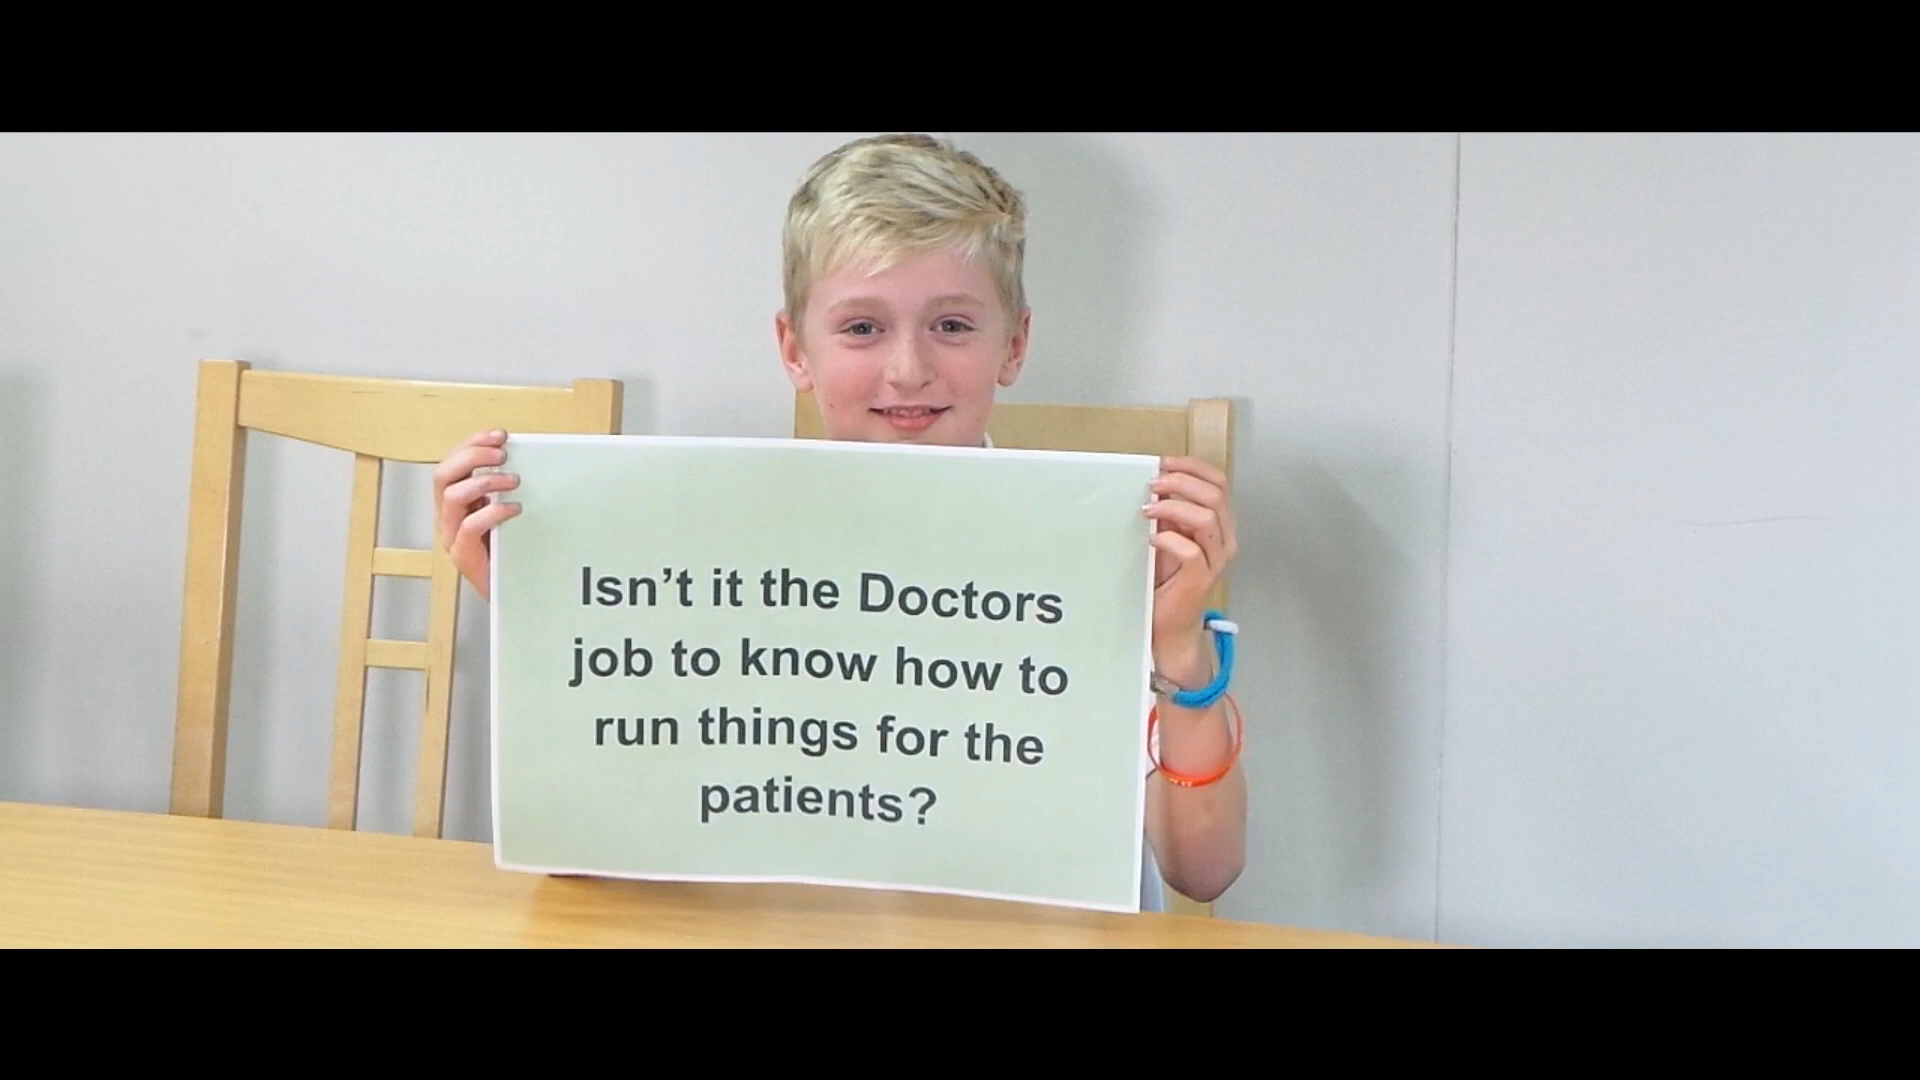 Isn’t it the Doctors
job to know how to
run things for the
patients?